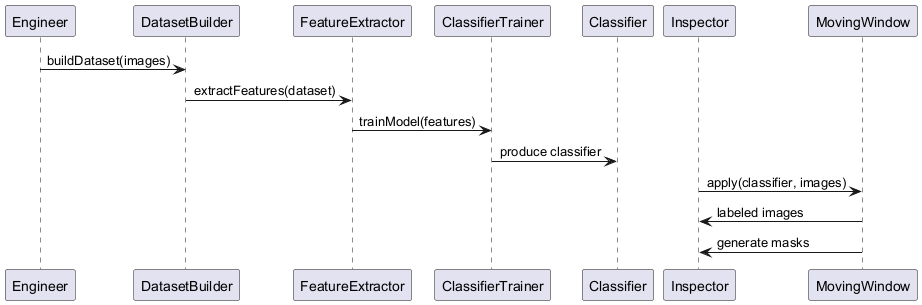 Engineer DatasetBuilder FeatureExtractor ClassifierTrainer Classifier Inspector MovingWindow
buildDataset(images)
extractFeatures(dataset)
trainModel(features)
produce classifier
apply(classifier, images)
labeled images
generate masks
Engineer DatasetBuilder FeatureExtractor ClassifierTrainer Classifier Inspector MovingWindow